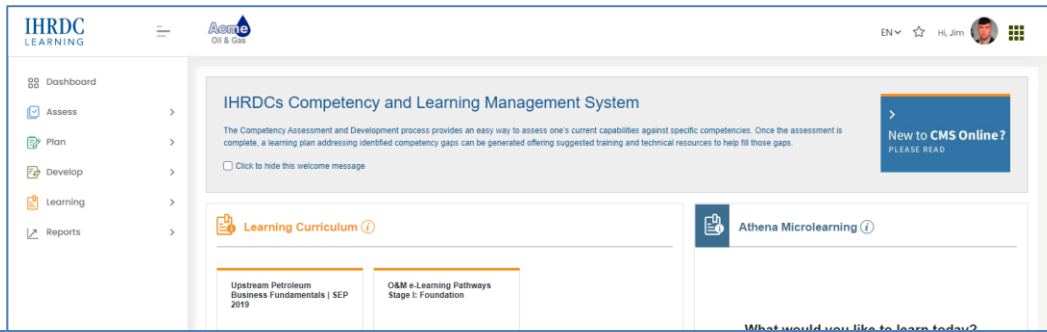 IHRDC
LEARNING
Acme
Oil & Gas
EN
Hi, Jim
Dashboard
Assess
Plan
Develop
Learning
Reports
IHRDCs Competency and Learning Management System
The Competency Assessment and Development process provides an easy way to assess one's current capabilities against specific competencies. Once the assessment is
complete, a learning plan addressing identified competency gaps can be generated offering suggested training and technical resources to help fill those gaps.
Click to hide this welcome message
New to CMS Online?
PLEASE READ
Learning Curriculum
Upstream Petroleum
Business Fundamentals | SEP
2019
O&M e-Learning Pathways
Stage I: Foundation
Athena Microlearning
What would you like to learn today?